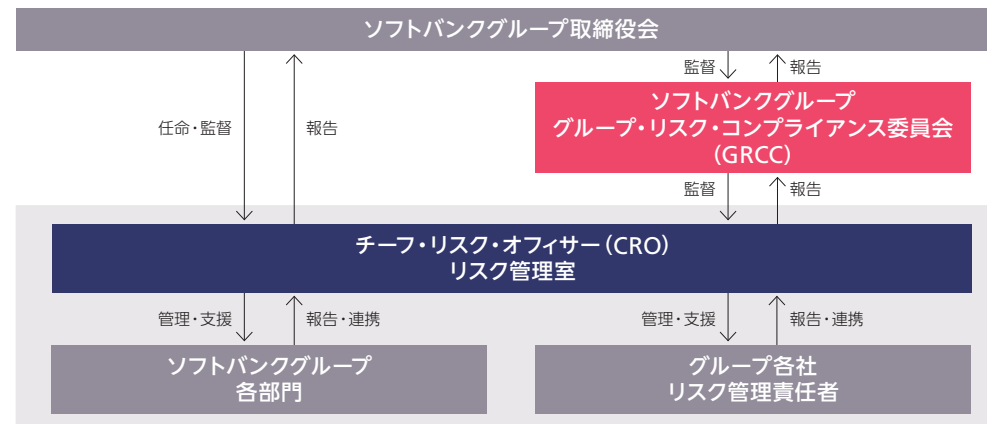 ソフトバンクグループ取締役会
監督
報告
任命・監督
報告
ソフトバンクグループ
グループ・リスク・コンプライアンス委員会
(GRCC)
監督
報告
チーフ・リスク・オフィサー(CRO)
リスク管理室
管理・支援
報告・連携
管理・支援
報告・連携
ソフトバンクグループ
各部門
グループ各社
リスク管理責任者